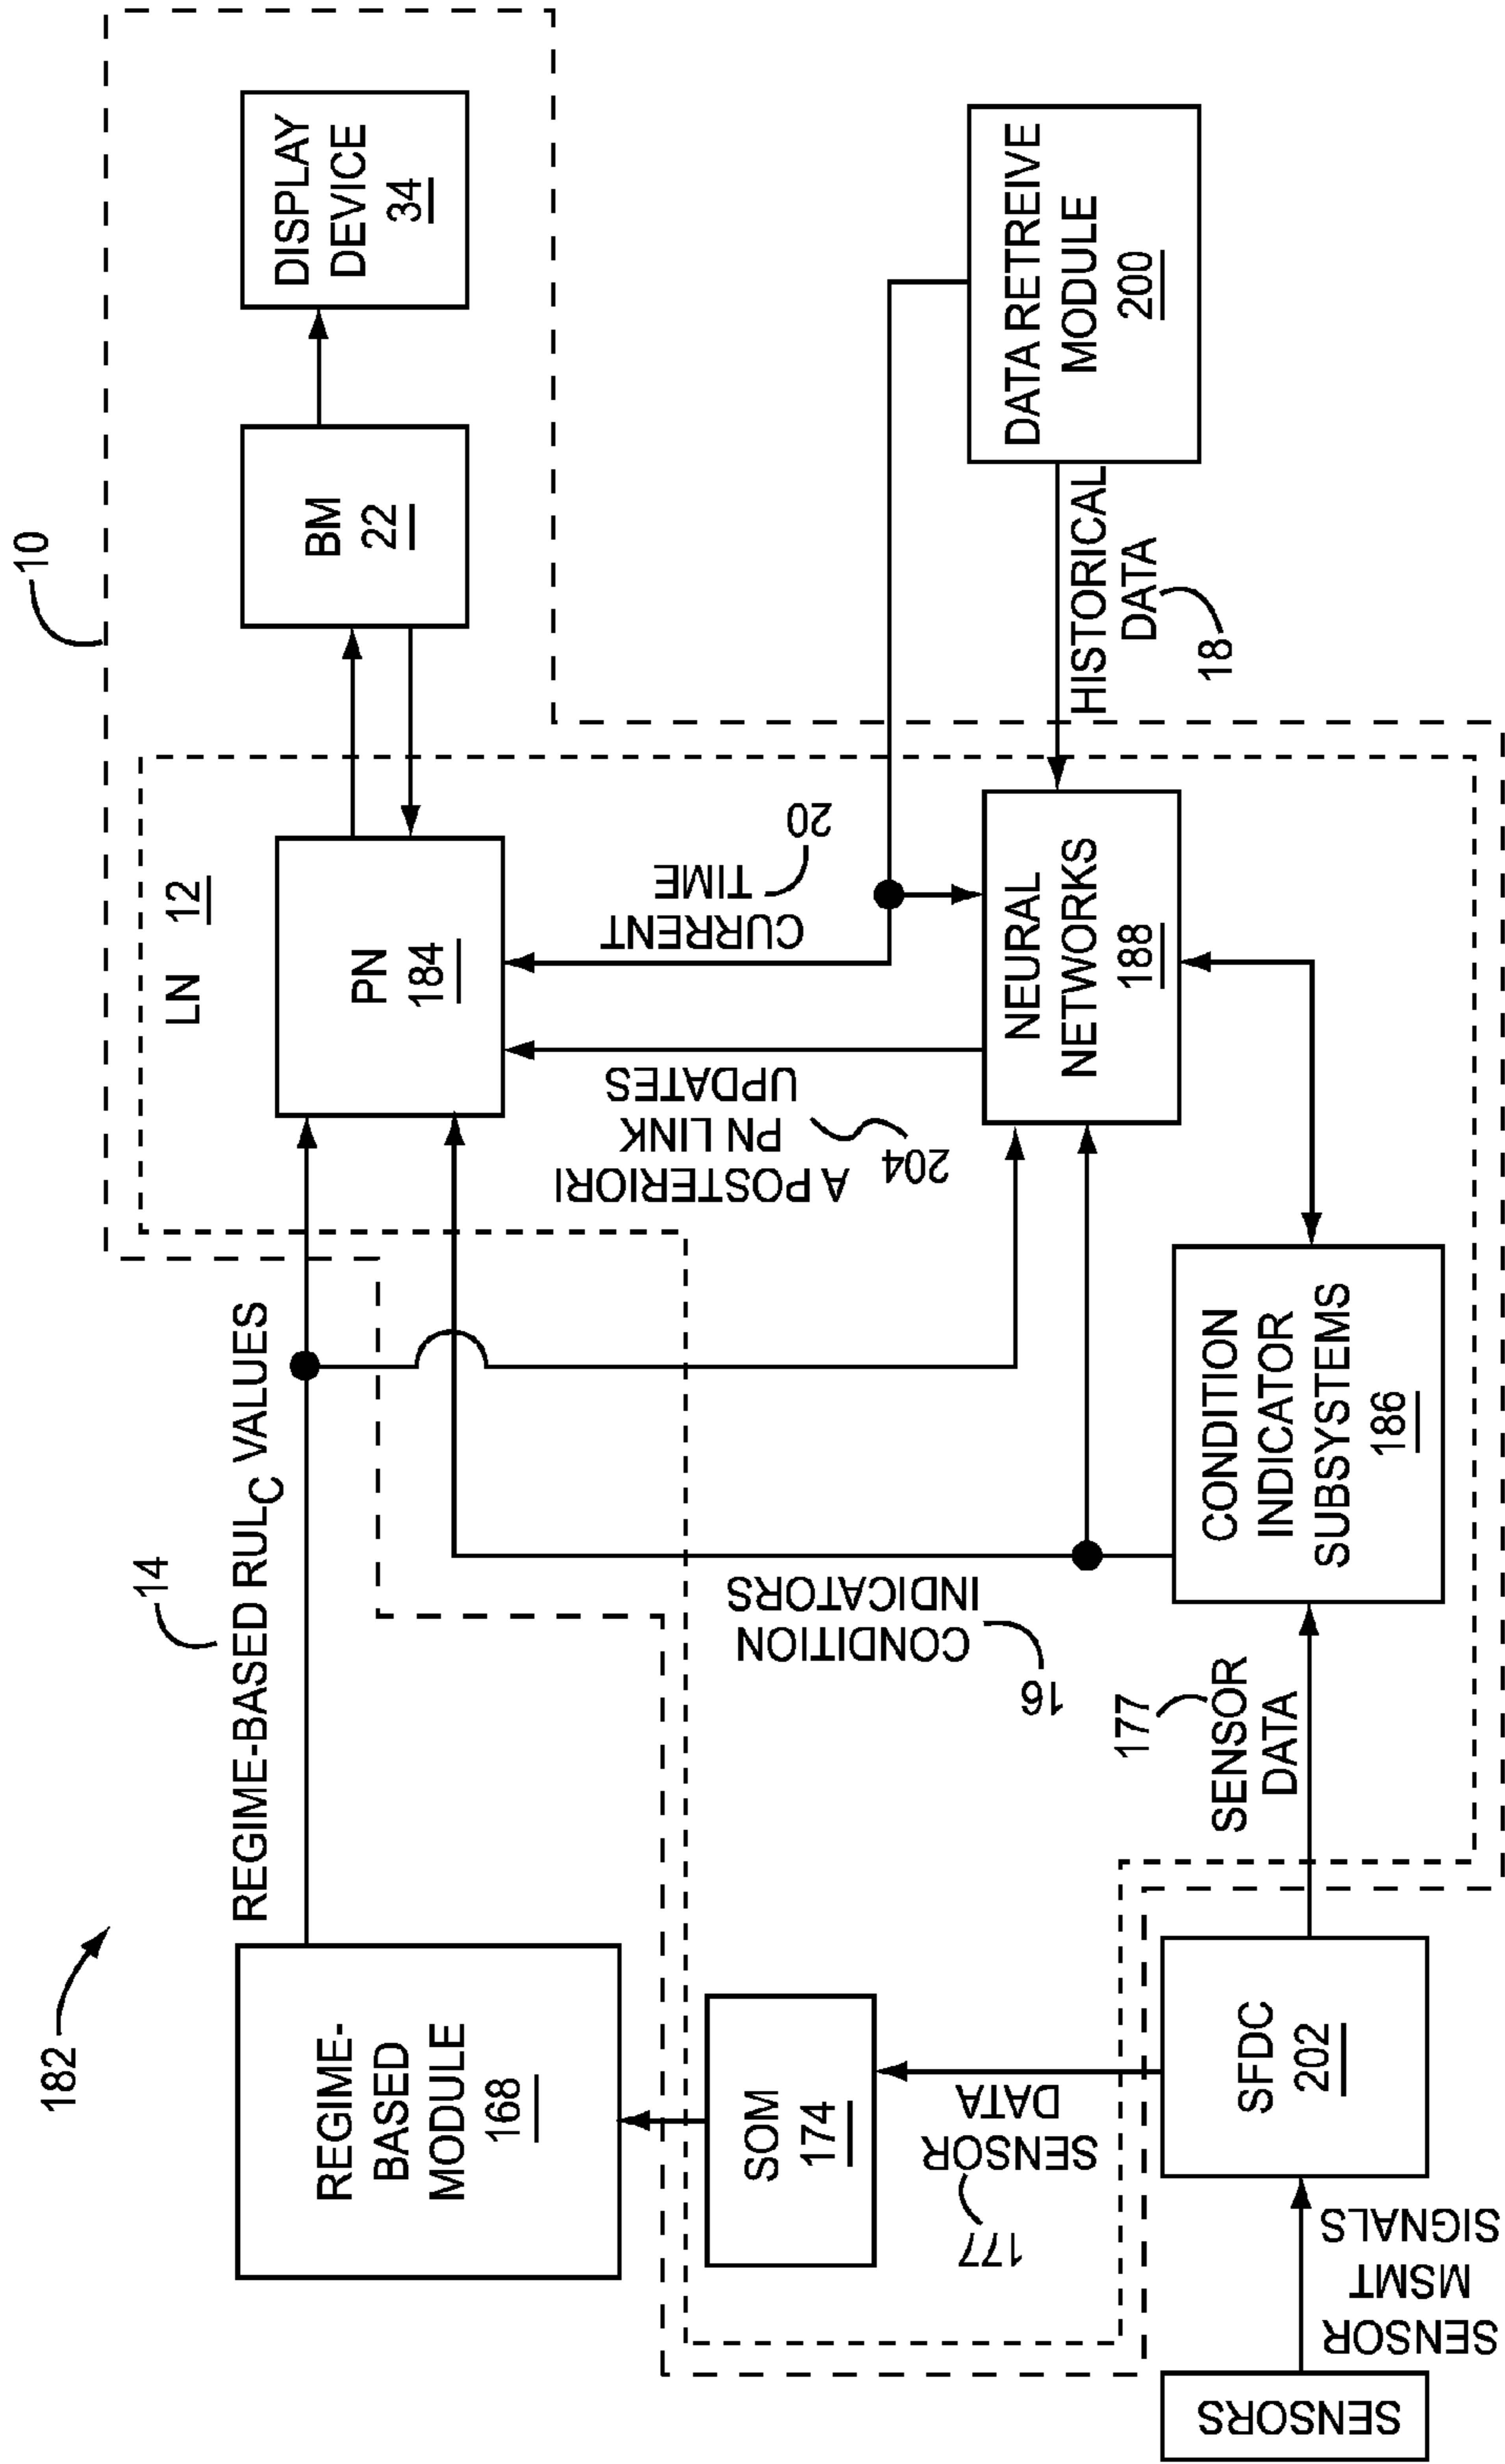 182
10
14
REGIME-BASED RULC VALUES
REGIME-
BASED
MODULE
168
LN 12
PN
184
BM
22
DISPLAY
DEVICE
34
SOM
174
CONDITION
INDICATORS
16
A POSTERIORI
PN LINK
UPDATES
204
CURRENT
TIME
20
SENSOR
DATA
177
SENSORS
SENSOR
MSMT
SIGNALS
SFDC
202
177
SENSOR
DATA
CONDITION
INDICATOR
SUBSYSTEMS
186
NEURAL
NETWORKS
188
HISTORICAL
DATA
18
DATA RETREIVE
MODULE
200